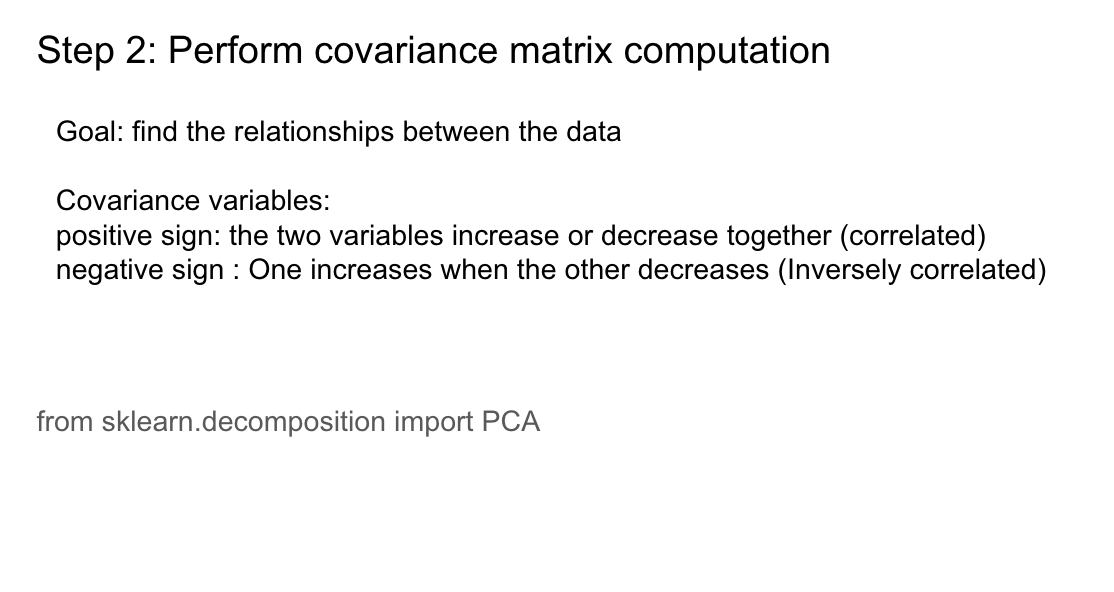 Step 2: Perform covariance matrix computation
Goal: find the relationships between the data
Covariance variables:
positive sign: the two variables increase or decrease together (correlated)
negative sign : One increases when the other decreases (Inversely correlated)
from sklearn.decomposition import PCA